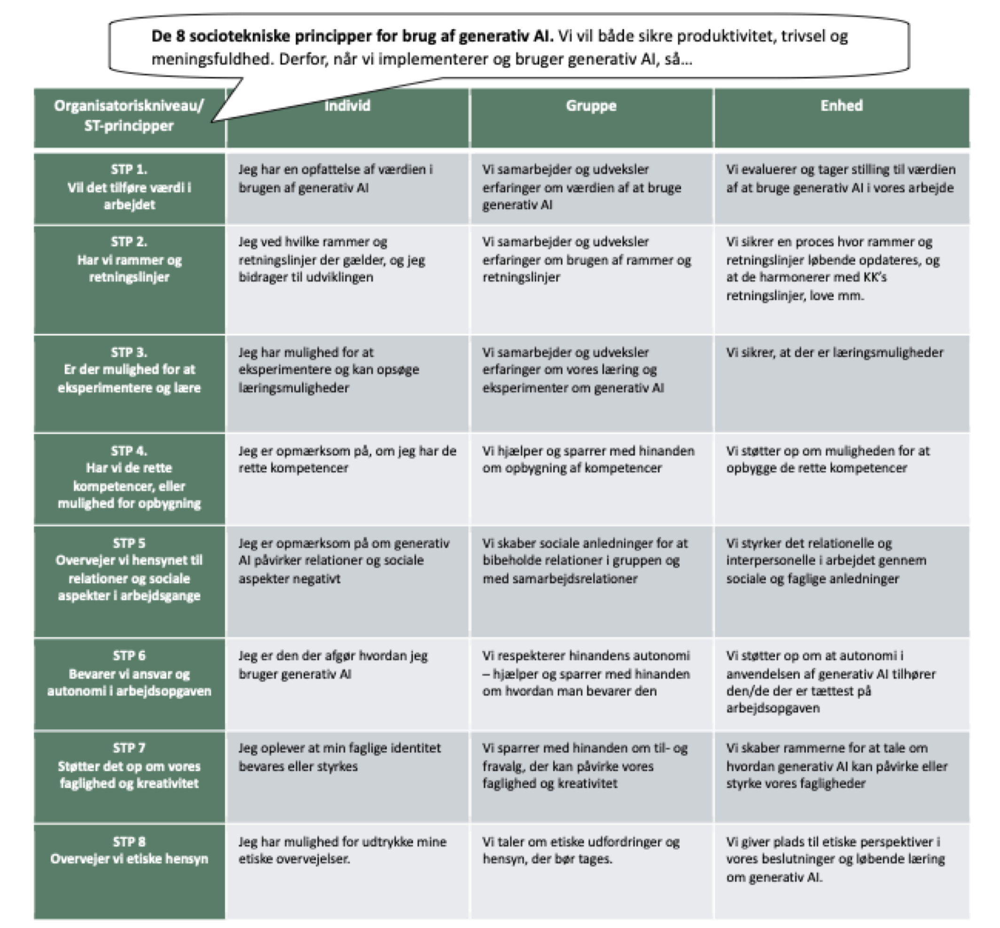 De 8 sociotekniske principper for brug af generativ AI. Vi vil både sikre produktivitet, trivsel og
meningsfuldhed. Derfor, når vi implementerer og bruger generativ AI, så...
Organisatoriskniveau/
ST-principper
Individ
Gruppe
Enhed
STP 1.
Vil det tilføre værdi i
arbejdet
Jeg har en opfattelse af værdien i
brugen af generativ AI
Vi samarbejder og udveksler
erfaringer om værdien af at bruge
generativ AI
Vi evaluerer og tager stilling til værdien
af at bruge generativ AI i vores arbejde
STP 2.
Har vi rammer og
retningslinjer
Jeg ved hvilke rammer og
retningslinjer der gælder, og jeg
bidrager til udviklingen
Vi samarbejder og udveksler
erfaringer om brugen af rammer og
retningslinjer
Vi sikrer en proces hvor rammer og
retningslinjer løbende opdateres, og
at de harmonerer med KK's
retningslinjer, love mm.
STP 3.
Er der mulighed for at
eksperimentere og lære
Jeg har mulighed for at
eksperimentere og kan opsøge
læringsmuligheder
Vi samarbejder og udveksler
erfaringer om vores læring og
eksperimenter om generativ AI
Vi sikrer, at der er læringsmuligheder
STP 4.
Har vi de rette
kompetencer, eller
mulighed for opbygning
Jeg er opmærksom på, om jeg har de
rette kompetencer
Vi hjælper og sparrer med hinanden
om opbygning af kompetencer
Vi støtter op om muligheden for at
opbygge de rette kompetencer
STP 5
Overvejer vi hensynet til
relationer og sociale
aspekter i arbejdsgange
Jeg er opmærksom på om generativ
AI påvirker relationer og sociale
aspekter negativt
Vi skaber sociale anledninger for at
bibeholde relationer i gruppen og
med samarbejdsrelationer
Vi styrker det relationelle og
interpersonelle i arbejdet gennem
sociale og faglige anledninger
STP 6
Bevarer vi ansvar og
autonomi i arbejdsopgaven
Jeg er den der afgør hvordan jeg
bruger generativ AI
Vi respekterer hinandens autonomi
– hjælper og sparrer med hinanden
om hvordan man bevarer den
Vi støtter op om at autonomi i
anvendelsen af generativ AI tilhører
den/de der er tættest på
arbejdsopgaven
STP 7
Støtter det op om vores
faglighed og kreativitet
Jeg oplever at min faglige identitet
bevares eller styrkes
Vi sparrer med hinanden om til- og
fravalg, der kan påvirke vores
faglighed og kreativitet
Vi skaber rammerne for at tale om
hvordan generativ AI kan påvirke eller
styrke vores fagligheder
STP 8
Overvejer vi etiske hensyn
Jeg har mulighed for udtrykke mine
etiske overvejelser.
Vi taler om etiske udfordringer og
hensyn, der bør tages.
Vi giver plads til etiske perspektiver i
vores beslutninger og løbende læring
om generativ AI.